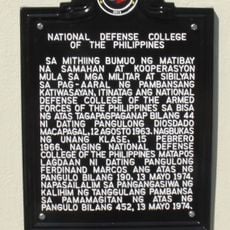 NATIONAL DEFENSE COLLEGE
OF THE PHILIPPINES
SA MITHIING BUMUO NG MATIBAY
NA SAMAHAN AT KOOPERASYON
MULA SA MGA MILITAR AT SIBILYAN
SA PAG-AARAL NG PAMBANSANG
KATIWASAYAN, ITINATAG ANG NATIONAL
DEFENSE COLLEGE OF THE ARMED
FORCES OF THE PHILIPPINES SA BISA
NG ATAS TAGAPAGPAGANAP BILANG 44
NI DATING PANGULONG DIOSDADO
MACAPAGAL, 12 AGOSTO 1963. NAGBUKAS
NG UNANG KLASE, 15 PEBRERO
1966. NAGING NATIONAL DEFENSE
COLLEGE OF THE PHILIPPINES MATAPOS
LAGDAAN NI DATING PANGULONG
FERDINAND MARCOS ANG ATAS NG
PANGULO BILANG 190, 13 MAYO 1974.
NAPASAILALIM SA PANGANGASIWA NG
KALIHIM NG TANGGULANG PAMBANSA
SA PAMAMAGITAN NG ATAS NG
PANGULO BILANG 452, 13 MAYO 1974.